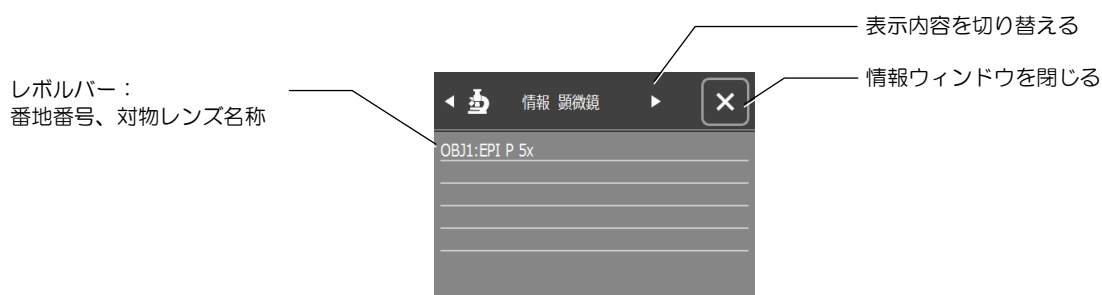 表示内容を切り替える
情報ウィンドウを閉じる
レボルバー：
番地番号、対物レンズ名称
情報 顕微鏡
OBJ1:EPI P 5x